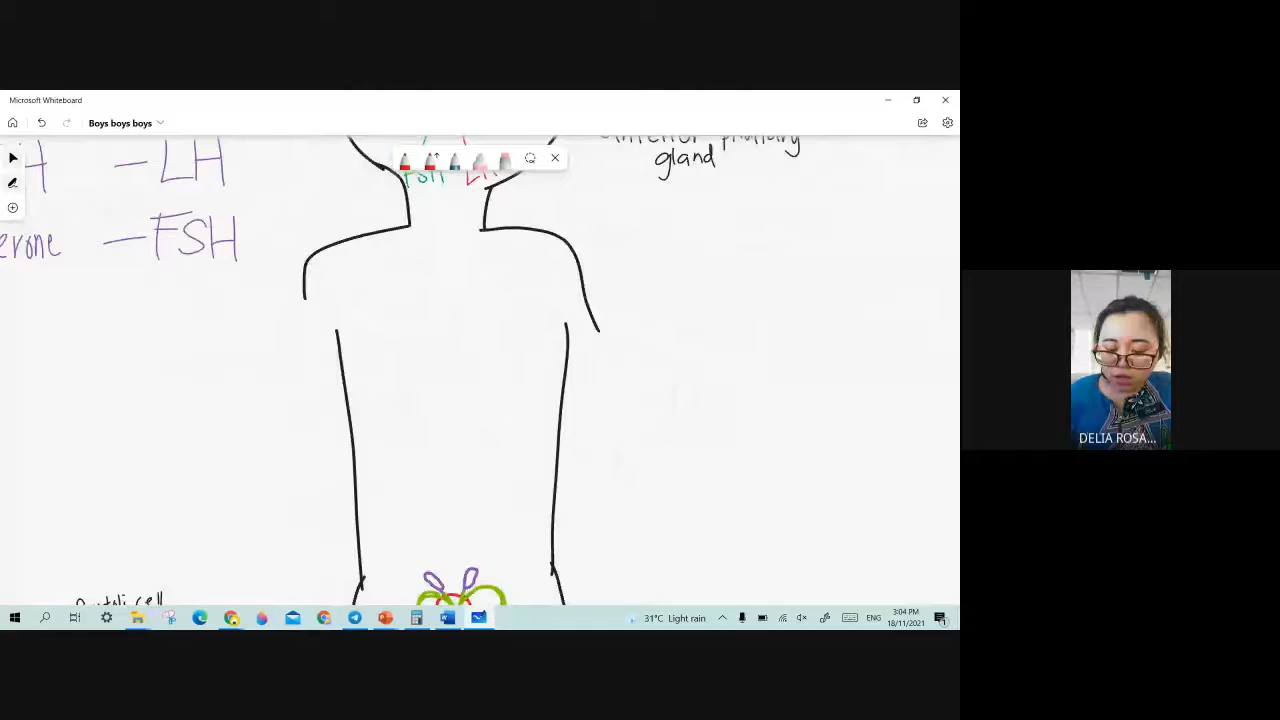 Microsoft Whiteboard
Boys boys boys
gland
FSH
LH
erone
FSH
DELIA ROSA...
31°C Light rain
ENG
3:04 PM
18/11/2021